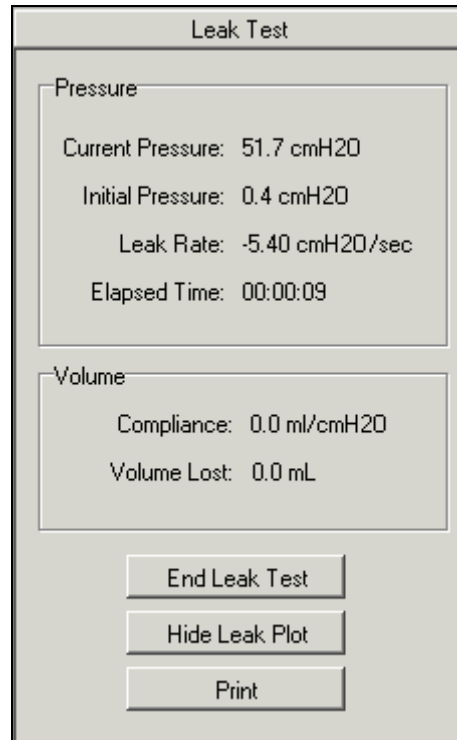 Leak Test
Pressure
Current Pressure: 51.7 cmH2O
Initial Pressure: 0.4 cmH2O
Leak Rate: -5.40 cmH2O/sec
Elapsed Time: 00:00:09
Volume
Compliance: 0.0 ml/cmH2O
Volume Lost: 0.0 mL
End Leak Test
Hide Leak Plot
Print